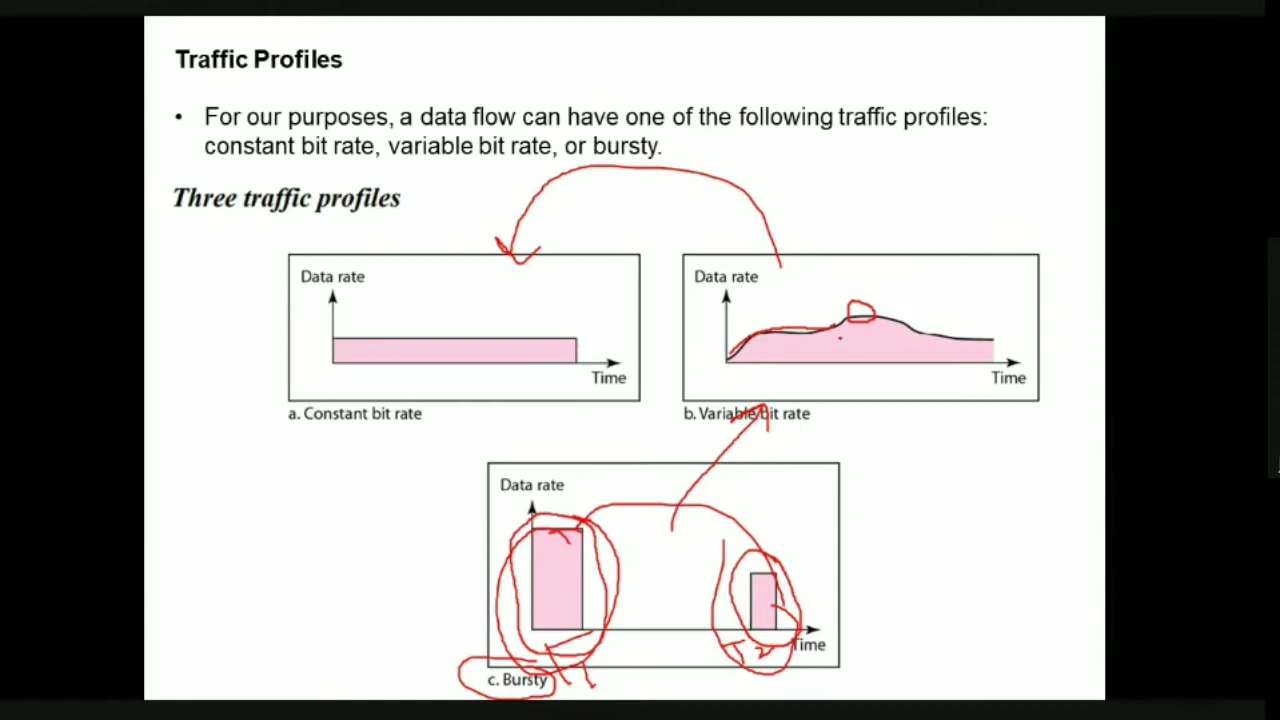 Traffic Profiles
• For our purposes, a data flow can have one of the following traffic profiles:
constant bit rate, variable bit rate, or bursty.
Three traffic profiles
Data rate
Time
a. Constant bit rate
Data rate
Time
b. Variable bit rate
Data rate
Time
c. Bursty